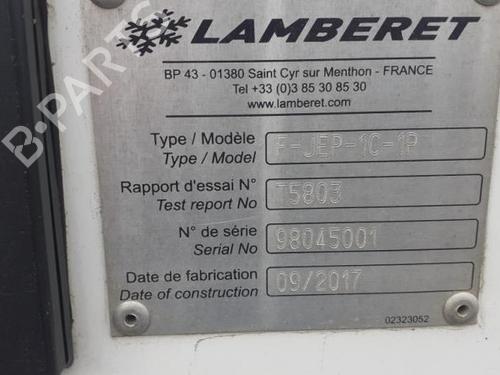 LAMBERET
BP 43 - 01380 Saint Cyr sur Menthon - FRANCE
Tel +33 (0)3 85 30 85 30
www.lamberet.com
Type / Modèle
Type / Model
F-JEP-1C-1P
Rapport d'essai N°
Test report No
T5803
N° de série
Serial No
98045001
Date de fabrication
Date of construction
09/2017
02323052
B-PARTS